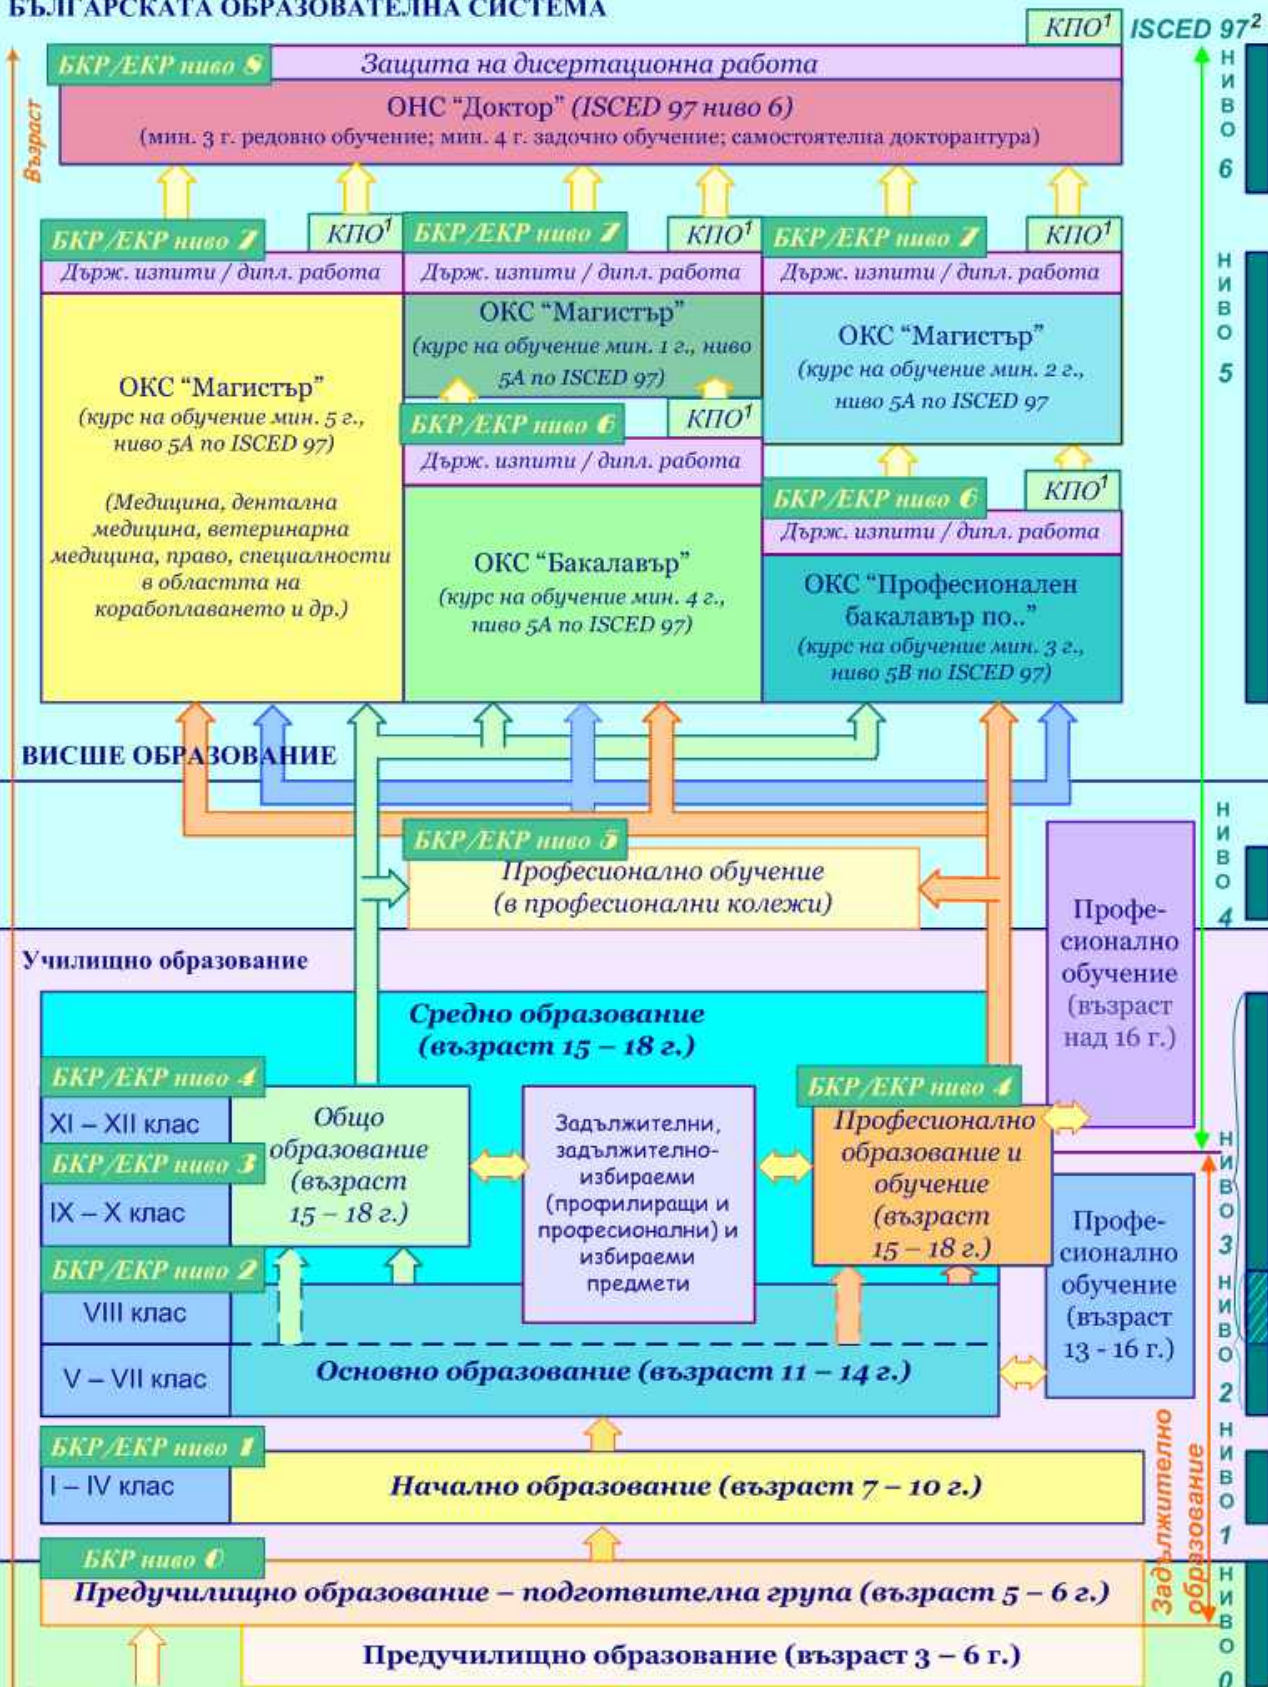 БЪЛГАРСКАТА ОБРАЗОВАТЕЛНА СИСТЕМА
КПО¹
ISCED 97²
Възраст
БКР/ЕКР ниво 8
Защита на дисертационна работа
ОНС “Доктор” (ISCED 97 ниво 6)
(мин. 3 г. редовно обучение; мин. 4 г. задочно обучение; самостоятелна докторантура)
НИВО 6
БКР/ЕКР ниво 7
КПО¹
БКР/ЕКР ниво 7
КПО¹
БКР/ЕКР ниво 7
КПО¹
Държ. изпити / дипл. работа
Държ. изпити / дипл. работа
Държ. изпити / дипл. работа
ОКС “Магистър”
(курс на обучение мин. 5 г.,
ниво 5А по ISCED 97)
(Медицина, дентална
медицина, ветеринарна
медицина, право, специалности
в областта на
корабоплаването и др.)
ОКС “Магистър”
(курс на обучение мин. 1 г., ниво
5А по ISCED 97)
БКР/ЕКР ниво 6
КПО¹
Държ. изпити / дипл. работа
ОКС “Бакалавър”
(курс на обучение мин. 4 г.,
ниво 5А по ISCED 97)
ОКС “Магистър”
(курс на обучение мин. 2 г.,
ниво 5А по ISCED 97
БКР/ЕКР ниво 6
КПО¹
Държ. изпити / дипл. работа
ОКС “Професионален
бакалавър по..”
(курс на обучение мин. 3 г.,
ниво 5В по ISCED 97)
НИВО 5
ВИСШЕ ОБРАЗОВАНИЕ
БКР/ЕКР ниво 5
Професионално обучение
(в професионални колежи)
НИВО 4
Училищно образование
Средно образование
(възраст 15 – 18 г.)
Профе-
сионално
обучение
(възраст
над 16 г.)
БКР/ЕКР ниво 4
XI – XII клас
БКР/ЕКР ниво 3
IX – X клас
БКР/ЕКР ниво 2
VIII клас
V – VII клас
Общо
образование
(възраст
15 – 18 г.)
Задължителни,
задължително-
избираеми
(профилиращи и
професионални) и
избираеми
предмети
БКР/ЕКР ниво 4
Професионално
образование и
обучение
(възраст
15 – 18 г.)
Профе-
сионално
обучение
(възраст
13 - 16 г.)
НИВО 3
НИВО 2
Основно образование (възраст 11 – 14 г.)
БКР/ЕКР ниво 1
I – IV клас
Начално образование (възраст 7 – 10 г.)
НИВО 1
Задължително
образование
БКР ниво 0
Предучилищно образование – подготвителна група (възраст 5 – 6 г.)
Предучилищно образование (възраст 3 – 6 г.)
НИВО 0